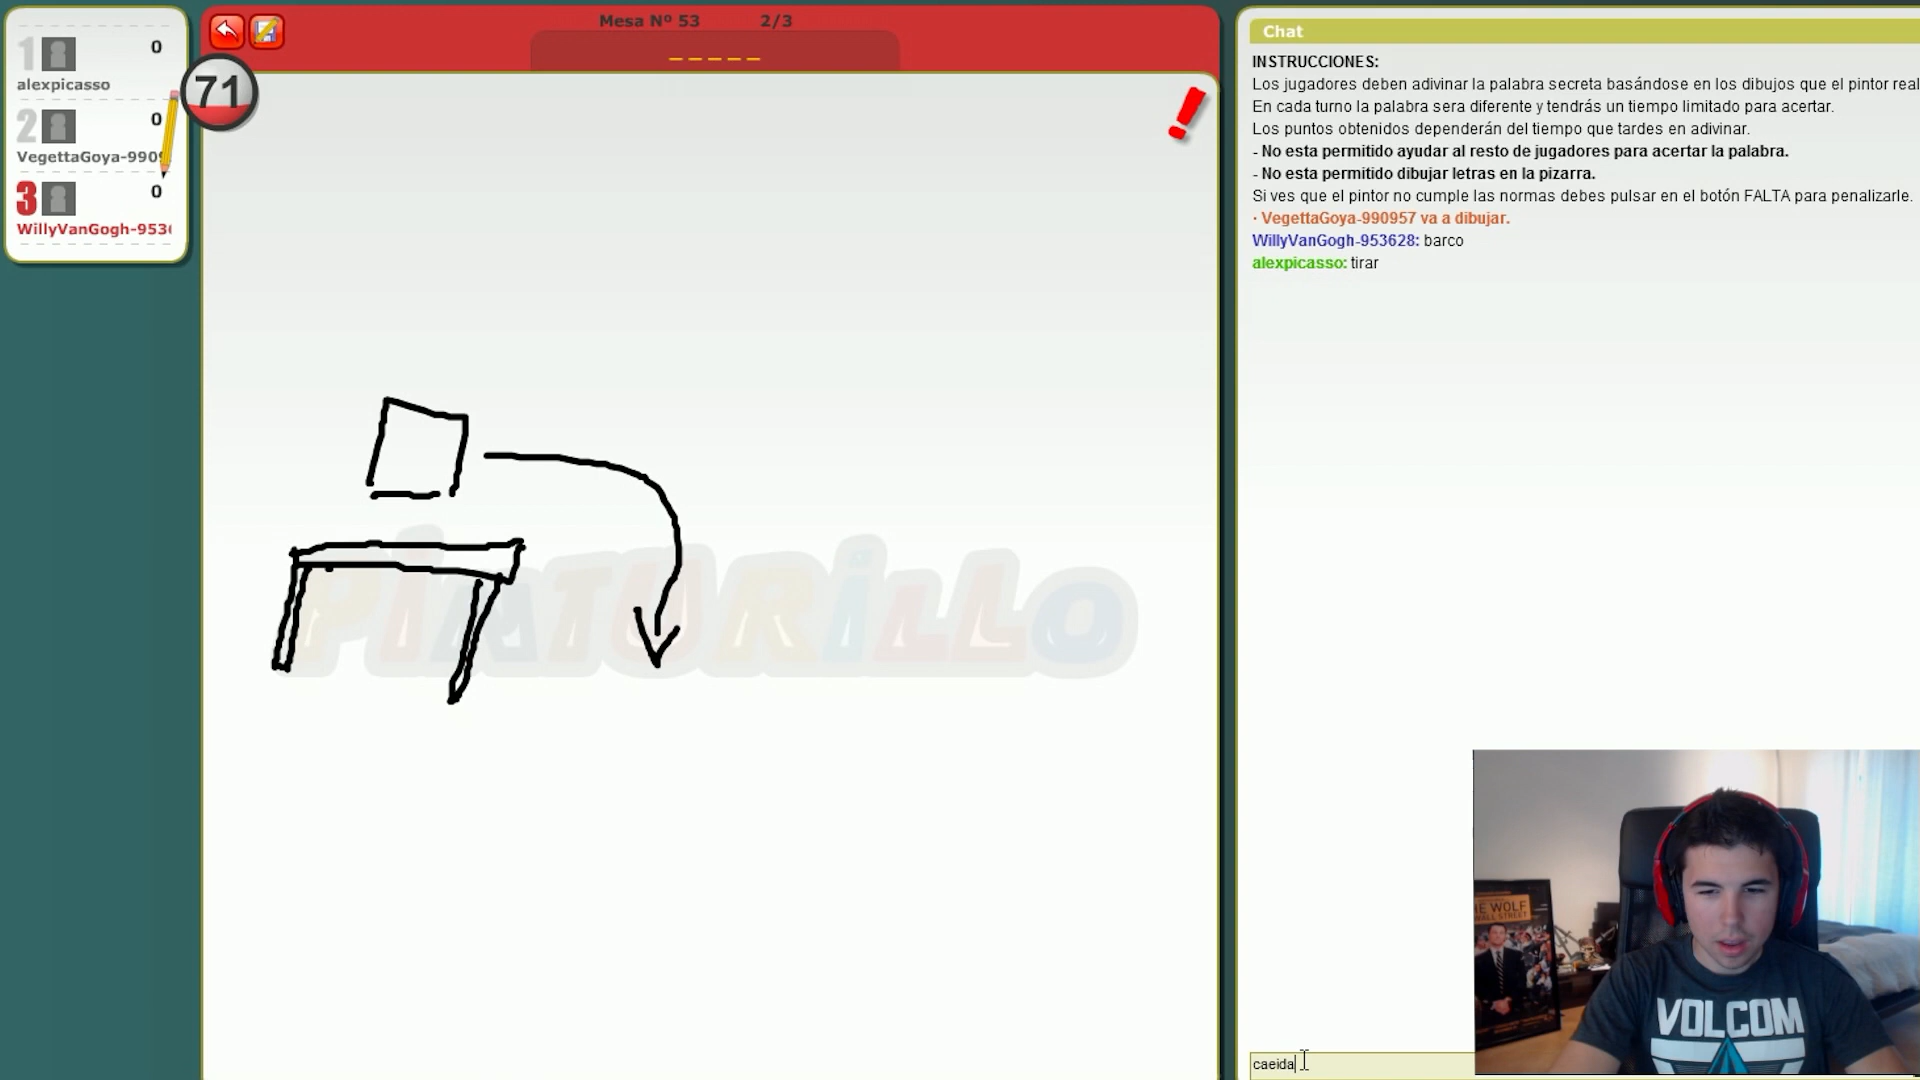 1
0
alexpicasso
2
0
VegettaGoya-9909
3
0
WillyVanGogh-953
71
Mesa Nº 53 2/3
_ _ _ _ _
PiNTURiLLO
Chat
INSTRUCCIONES:
Los jugadores deben adivinar la palabra secreta basándose en los dibujos que el pintor real
En cada turno la palabra sera diferente y tendrás un tiempo limitado para acertar.
Los puntos obtenidos dependerán del tiempo que tardes en adivinar.
- No esta permitido ayudar al resto de jugadores para acertar la palabra.
- No esta permitido dibujar letras en la pizarra.
Si ves que el pintor no cumple las normas debes pulsar en el botón FALTA para penalizarle.
· VegettaGoya-990957 va a dibujar.
WillyVanGogh-953628: barco
alexpicasso: tirar
caeida
THE WOLF
WALL STREET
VOLCOM